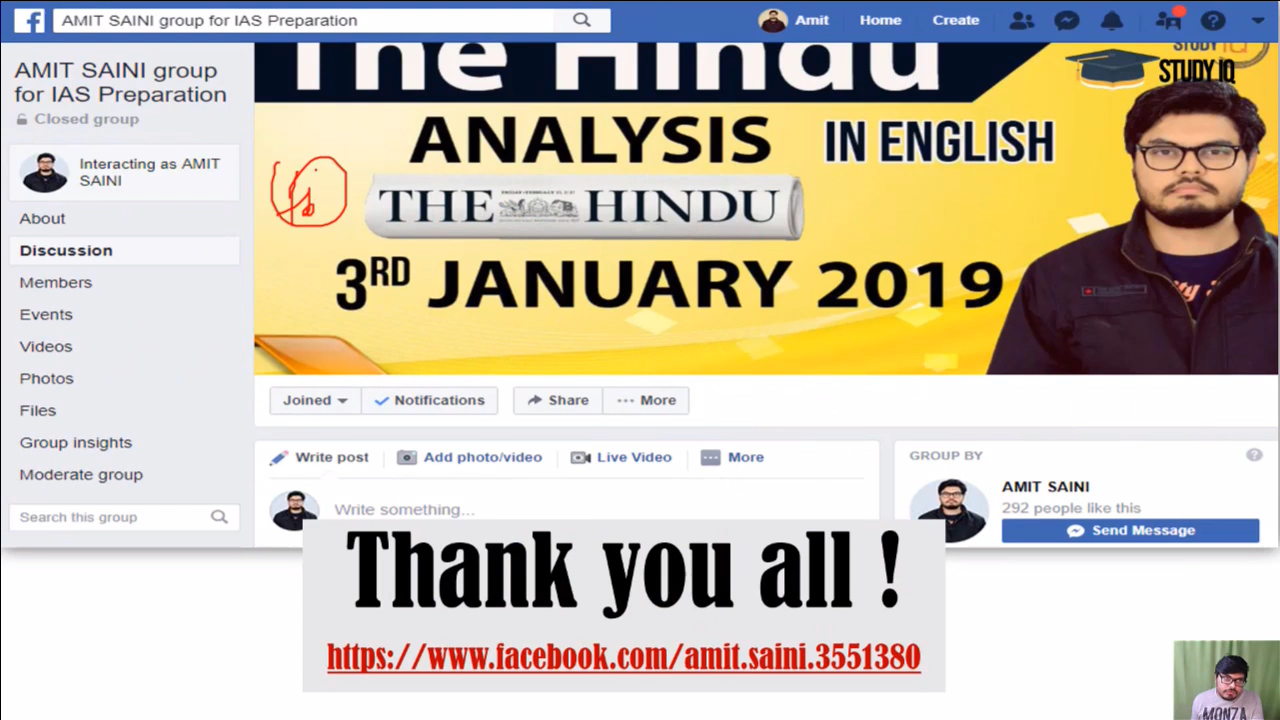 AMIT SAINI group for IAS Preparation
Amit Home Create
AMIT SAINI group
for IAS Preparation
Closed group
Interacting as AMIT
SAINI
About
Discussion
Members
Events
Videos
Photos
Files
Group insights
Moderate group
Search this group
The Hindu
STUDY IQ
STUDY IQ
ANALYSIS IN ENGLISH
THE HINDU
3RD JANUARY 2019
Joined Notifications Share More
Write post Add photo/video Live Video More
Write something...
GROUP BY
AMIT SAINI
292 people like this
Send Message
Thank you all !
https://www.facebook.com/amit.saini.3551380
MONZA